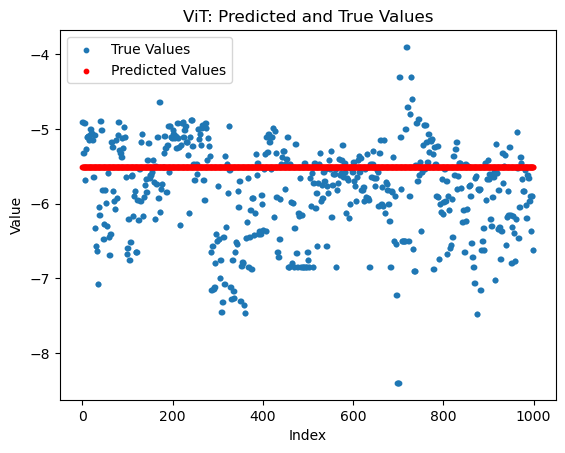 ViT: Predicted and True Values
True Values
Predicted Values
Value
−4
−5
−6
−7
−8
0
200
400
600
800
1000
Index